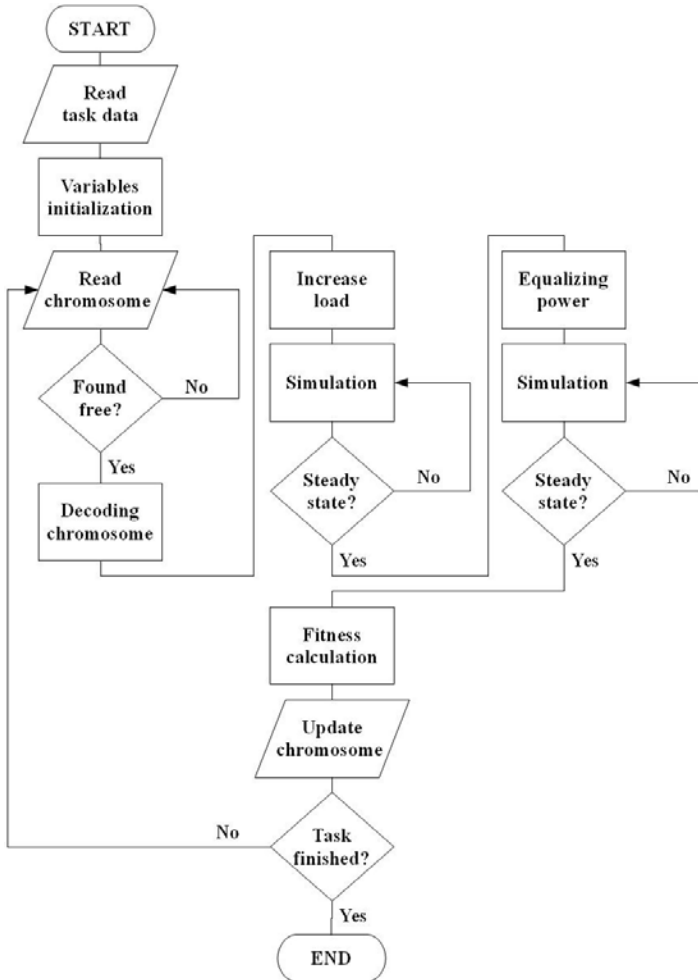 START
Read
task data
Variables
initialization
Read
chromosome
Found
free?
No
Yes
Decoding
chromosome
Increase
load
Simulation
Steady
state?
No
Yes
Equalizing
power
Simulation
Steady
state?
No
Yes
Fitness
calculation
Update
chromosome
Task
finished?
No
Yes
END